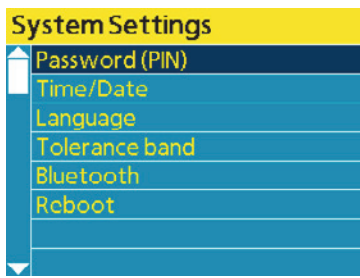 System Settings
Password (PIN)
Time/Date
Language
Tolerance band
Bluetooth
Reboot